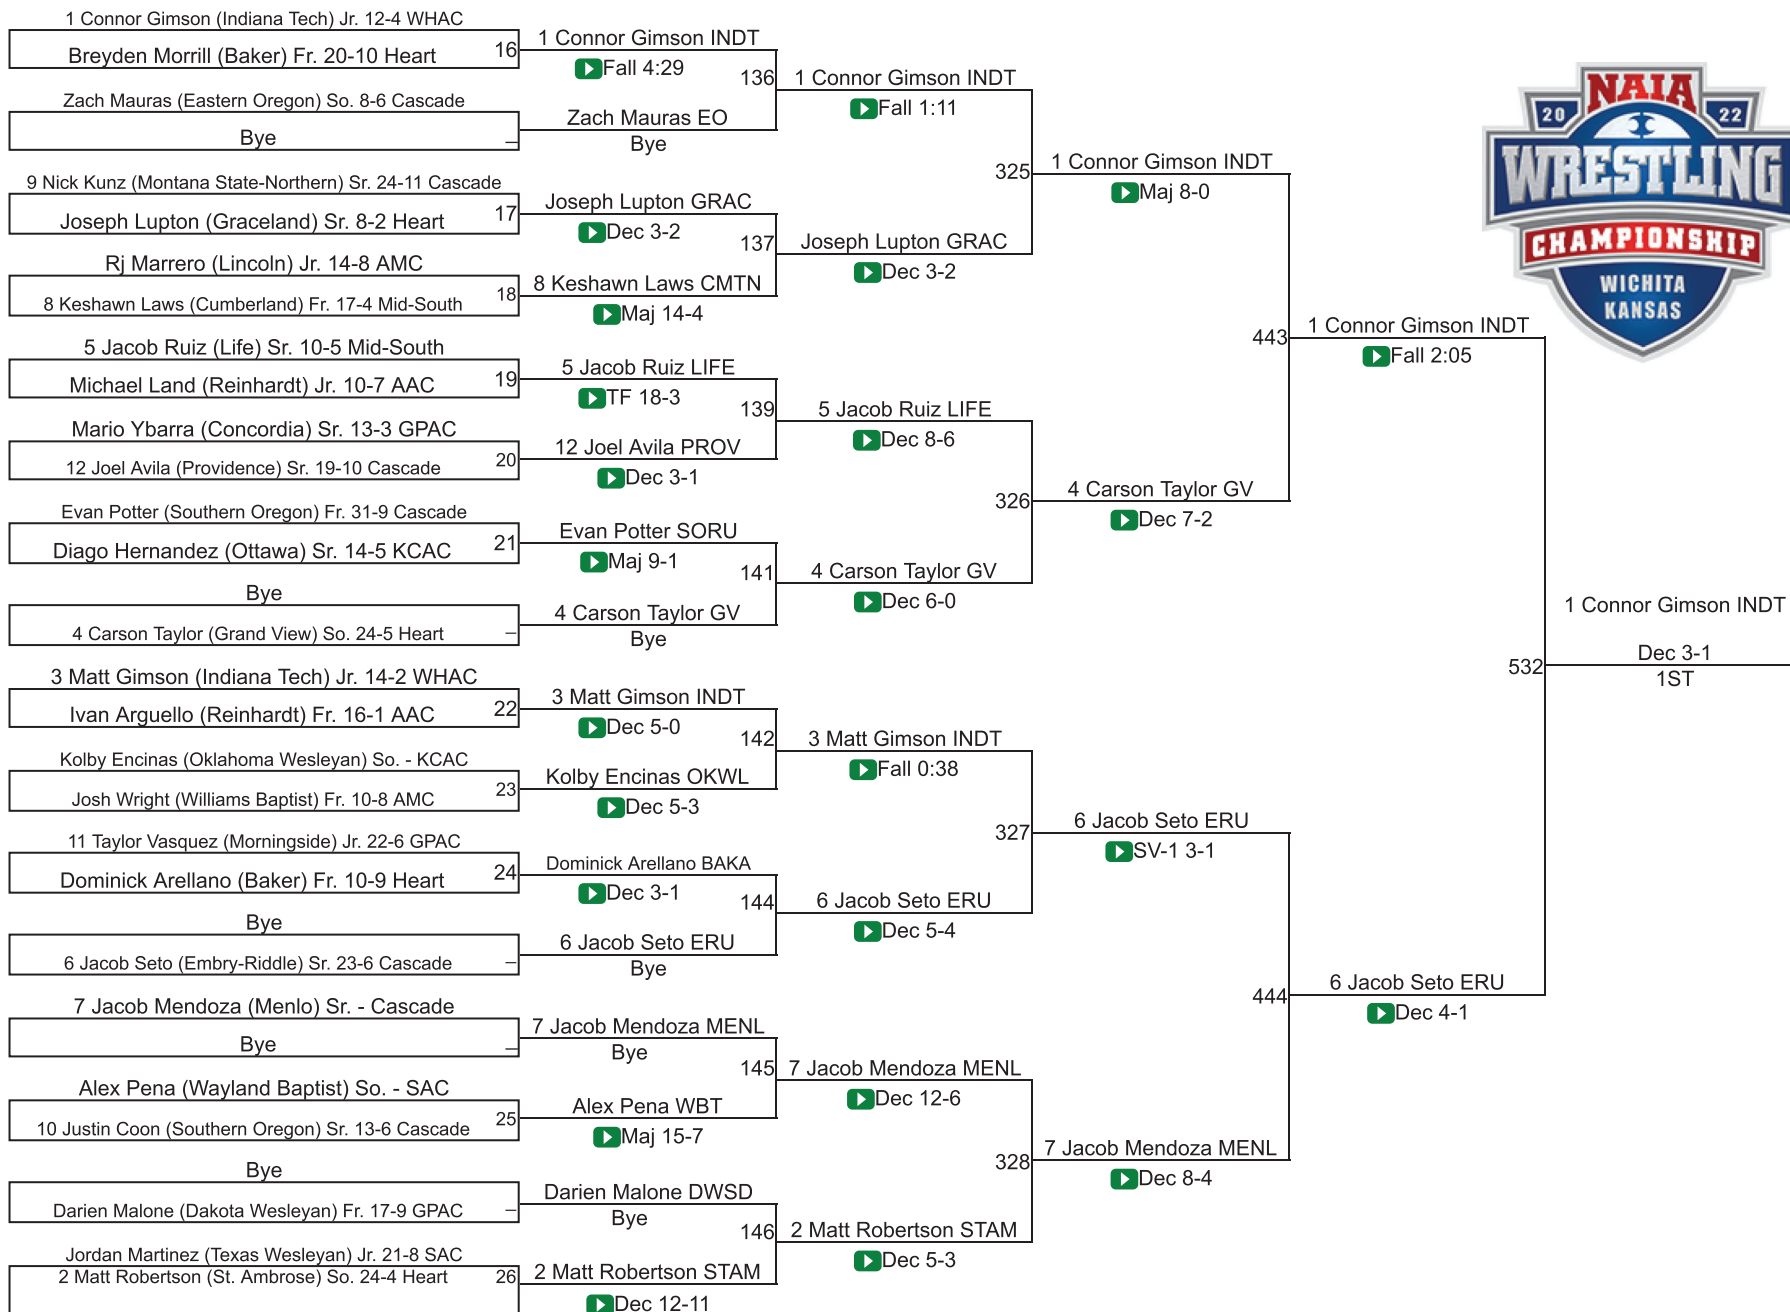 1 Connor Gimson (Indiana Tech) Jr. 12-4 WHAC
Breyden Morrill (Baker) Fr. 20-10 Heart
16
Zach Mauras (Eastern Oregon) So. 8-6 Cascade
Bye
–
9 Nick Kunz (Montana State-Northern) Sr. 24-11 Cascade
Joseph Lupton (Graceland) Sr. 8-2 Heart
17
Rj Marrero (Lincoln) Jr. 14-8 AMC
8 Keshawn Laws (Cumberland) Fr. 17-4 Mid-South
18
5 Jacob Ruiz (Life) Sr. 10-5 Mid-South
Michael Land (Reinhardt) Jr. 10-7 AAC
19
Mario Ybarra (Concordia) Sr. 13-3 GPAC
12 Joel Avila (Providence) Sr. 19-10 Cascade
20
Evan Potter (Southern Oregon) Fr. 31-9 Cascade
Diago Hernandez (Ottawa) Sr. 14-5 KCAC
21
Bye
4 Carson Taylor (Grand View) So. 24-5 Heart
–
3 Matt Gimson (Indiana Tech) Jr. 14-2 WHAC
Ivan Arguello (Reinhardt) Fr. 16-1 AAC
22
Kolby Encinas (Oklahoma Wesleyan) So. - KCAC
Josh Wright (Williams Baptist) Fr. 10-8 AMC
23
11 Taylor Vasquez (Morningside) Jr. 22-6 GPAC
Dominick Arellano (Baker) Fr. 10-9 Heart
24
Bye
6 Jacob Seto (Embry-Riddle) Sr. 23-6 Cascade
–
7 Jacob Mendoza (Menlo) Sr. - Cascade
Bye
–
Alex Pena (Wayland Baptist) So. - SAC
10 Justin Coon (Southern Oregon) Sr. 13-6 Cascade
25
Bye
Darien Malone (Dakota Wesleyan) Fr. 17-9 GPAC
–
Jordan Martinez (Texas Wesleyan) Jr. 21-8 SAC
2 Matt Robertson (St. Ambrose) So. 24-4 Heart
26
1 Connor Gimson INDT
Fall 4:29
136
Zach Mauras EO
Bye
Joseph Lupton GRAC
Dec 3-2
137
8 Keshawn Laws CMTN
Maj 14-4
5 Jacob Ruiz LIFE
TF 18-3
139
12 Joel Avila PROV
Dec 3-1
Evan Potter SORU
Maj 9-1
141
4 Carson Taylor GV
Bye
3 Matt Gimson INDT
Dec 5-0
142
Kolby Encinas OKWL
Dec 5-3
Dominick Arellano BAKA
Dec 3-1
144
6 Jacob Seto ERU
Bye
7 Jacob Mendoza MENL
Bye
145
Alex Pena WBT
Maj 15-7
Darien Malone DWSD
Bye
146
2 Matt Robertson STAM
Dec 12-11
1 Connor Gimson INDT
Fall 1:11
325
Joseph Lupton GRAC
Dec 3-2
5 Jacob Ruiz LIFE
Dec 8-6
326
4 Carson Taylor GV
Dec 6-0
3 Matt Gimson INDT
Fall 0:38
327
6 Jacob Seto ERU
Dec 5-4
7 Jacob Mendoza MENL
Dec 12-6
328
2 Matt Robertson STAM
Dec 5-3
1 Connor Gimson INDT
Maj 8-0
443
4 Carson Taylor GV
Dec 7-2
6 Jacob Seto ERU
SV-1 3-1
444
7 Jacob Mendoza MENL
Dec 8-4
1 Connor Gimson INDT
Fall 2:05
532
6 Jacob Seto ERU
Dec 4-1
1 Connor Gimson INDT
Dec 3-1
1ST
NAIA
20 22
WRESTLING
CHAMPIONSHIP
WICHITA
KANSAS